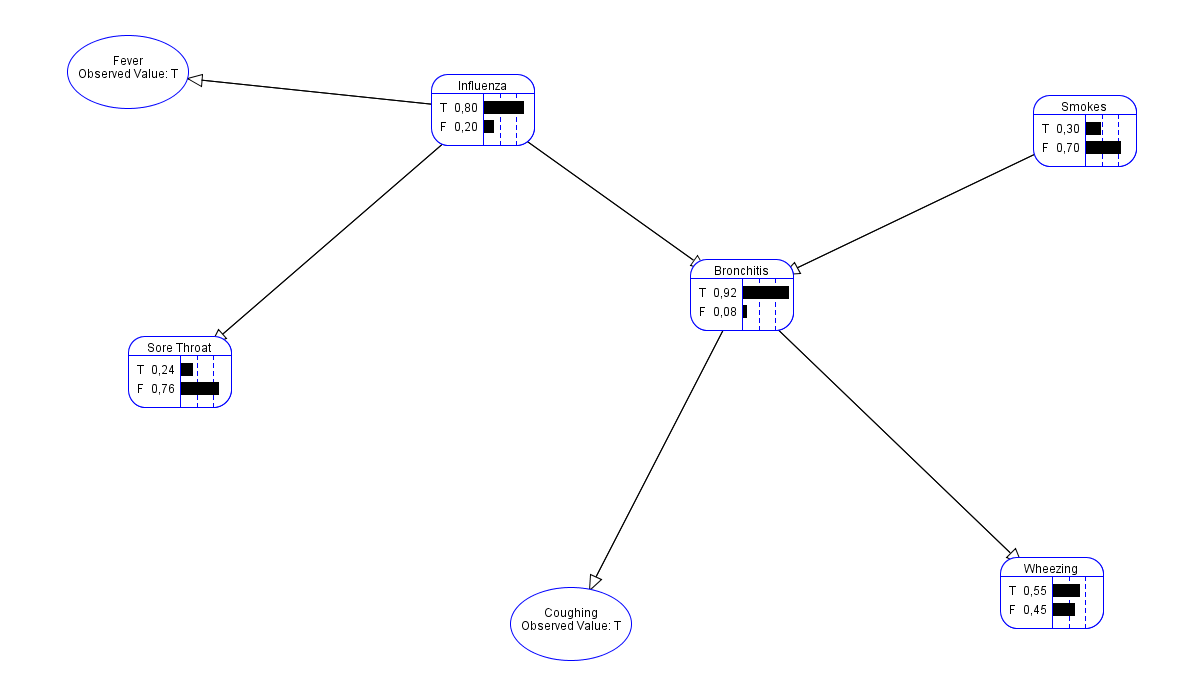 Fever
Observed Value: T
Influenza
T 0,80
F 0,20
Smokes
T 0,30
F 0,70
Bronchitis
T 0,92
F 0,08
Sore Throat
T 0,24
F 0,76
Wheezing
T 0,55
F 0,45
Coughing
Observed Value: T